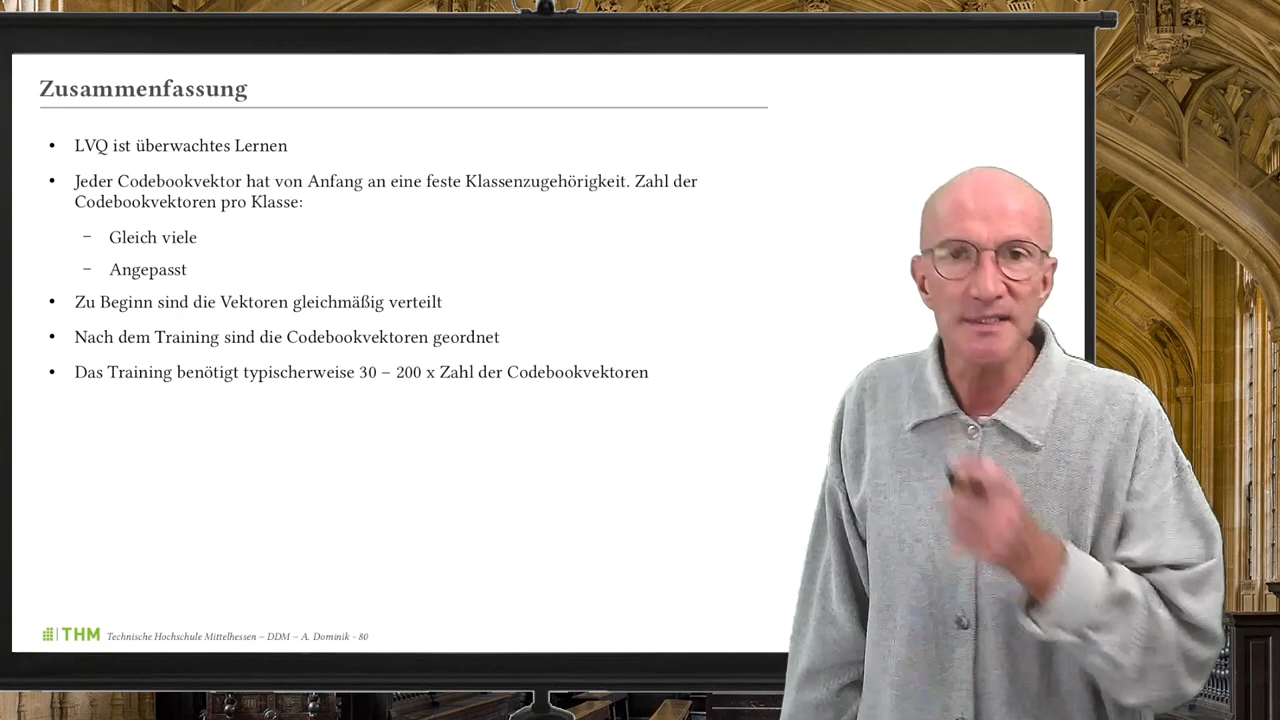 Zusammenfassung
• LVQ ist überwachtes Lernen
• Jeder Codebookvektor hat von Anfang an eine feste Klassenzugehörigkeit. Zahl der
Codebookvektoren pro Klasse:
– Gleich viele
– Angepasst
• Zu Beginn sind die Vektoren gleichmäßig verteilt
• Nach dem Training sind die Codebookvektoren geordnet
• Das Training benötigt typischerweise 30 – 200 x Zahl der Codebookvektoren
THM Technische Hochschule Mittelhessen – DDM – A. Dominik - 80